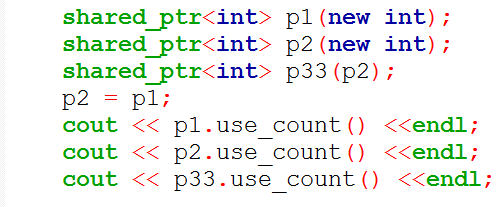 shared_ptr<int> p1(new int);
shared_ptr<int> p2(new int);
shared_ptr<int> p33(p2);
p2 = p1;
cout << p1.use_count() <<endl;
cout << p2.use_count() <<endl;
cout << p33.use_count() <<endl;